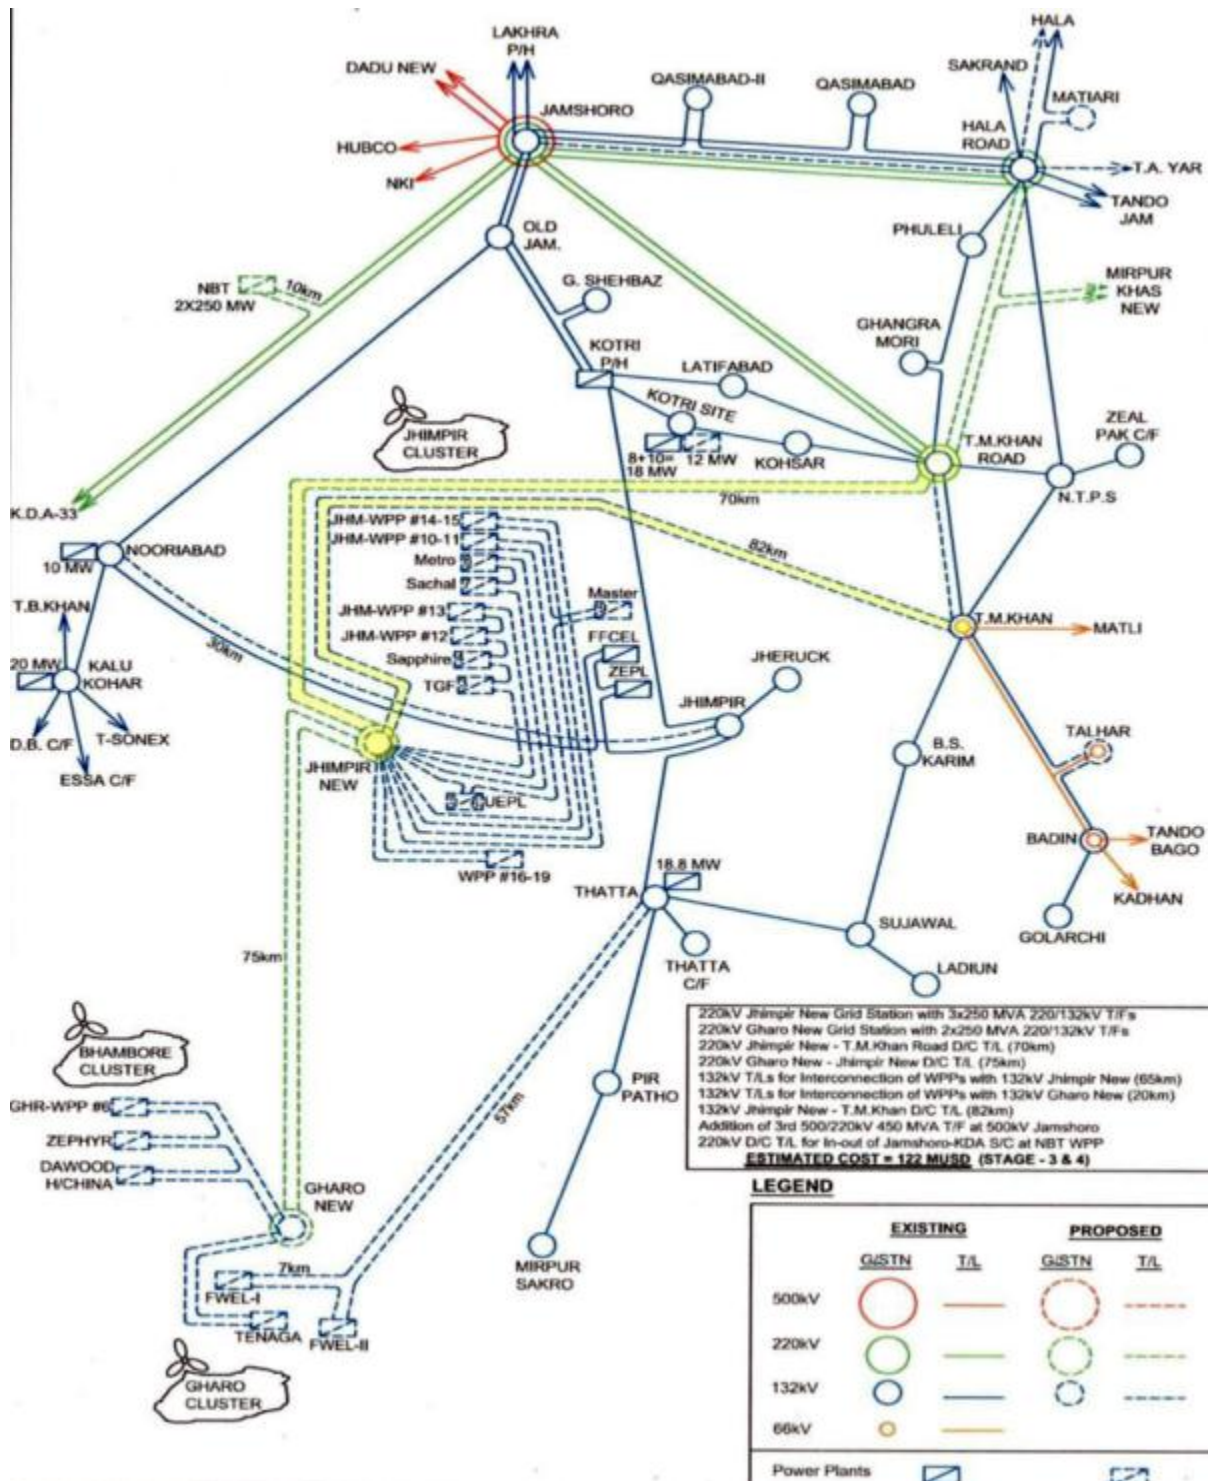 HALA
LAKHRA
P/H
DADU NEW
SAKRAND
QASIMABAD-II
QASIMABAD
MATIARI
JAMSHORO
HALA
ROAD
HUBCO
T.A. YAR
NKI
TANDO
JAM
OLD
JAM.
PHULELI
G. SHEHBAZ
MIRPUR
KHAS
NEW
NBT
2X250 MW
10km
GHANGRA
MORI
KOTRI
P/H
LATIFABAD
KOTRI SITE
ZEAL
PAK C/F
JHIMPIR
CLUSTER
8+10=
18 MW
12 MW
KOHSAR
T.M.KHAN
ROAD
N.T.P.S
70km
K.D.A-33
JHM-WPP #14-15
JHM-WPP #10-11
NOORIABAD
10 MW
Metro
82km
Sachal
Master
T.B.KHAN
JHM-WPP #13
JHM-WPP #12
T.M.KHAN
MATLI
FFCEL
30km
Sapphire
20 MW
KALU
KOHAR
ZEPL
JHERUCK
TGF
JHIMPIR
D.B. C/F
T-SONEX
ESSA C/F
TALHAR
B.S.
KARIM
JHIMPIR
NEW
UEPL
BADIN
TANDO
BAGO
WPP #16-19
18.8 MW
THATTA
KADHAN
SUJAWAL
GOLARCHI
75km
THATTA
C/F
LADIUN
220kV Jhimpir New Grid Station with 3x250 MVA 220/132kV T/Fs
220kV Gharo New Grid Station with 2x250 MVA 220/132kV T/Fs
220kV Jhimpir New - T.M.Khan Road D/C T/L (70km)
220kV Gharo New - Jhimpir New D/C T/L (75km)
132kV T/Ls for Interconnection of WPPs with 132kV Jhimpir New (65km)
132kV T/Ls for Interconnection of WPPs with 132kV Gharo New (20km)
132kV Jhimpir New - T.M.Khan D/C T/L (82km)
Addition of 3rd 500/220kV 450 MVA T/F at 500kV Jamshoro
220kV D/C T/L for In-out of Jamshoro-KDA S/C at NBT WPP
ESTIMATED COST = 122 MUSD (STAGE - 3 & 4)
BHAMBORE
CLUSTER
PIR
PATHO
57km
GHR-WPP #6
ZEPHYR
DAWOOD
H/CHINA
GHARO
NEW
MIRPUR
SAKRO
7km
FWEL-I
TENAGA
FWEL-II
GHARO
CLUSTER
LEGEND
EXISTING
PROPOSED
G/STN
T/L
G/STN
T/L
500kV
220kV
132kV
66kV
Power Plants